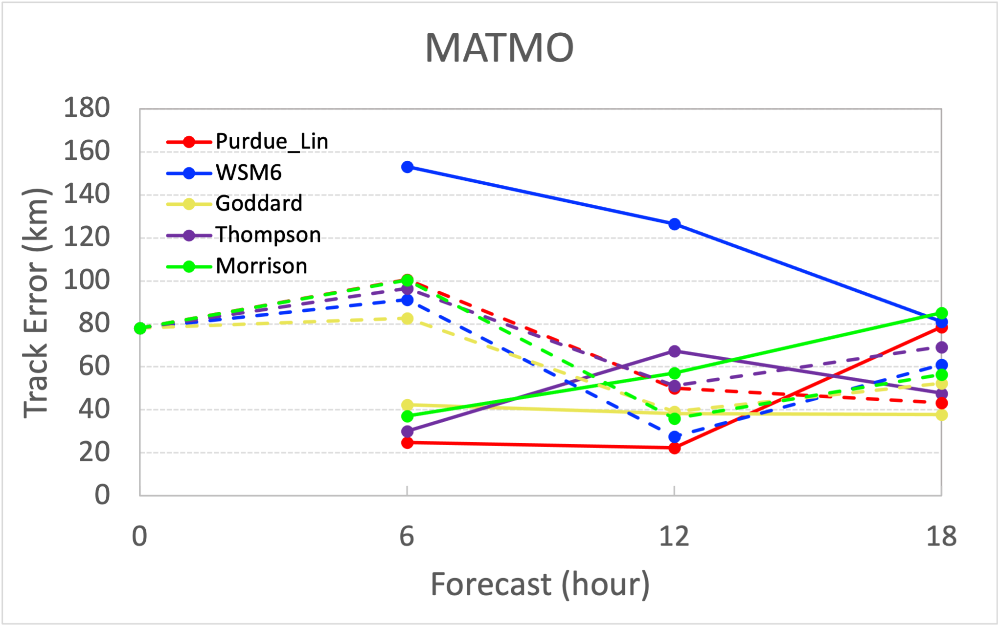 MATMO
Track Error (km)
180
160
140
120
100
80
60
40
20
0
Purdue_Lin
WSM6
Goddard
Thompson
Morrison
0 6 12 18
Forecast (hour)